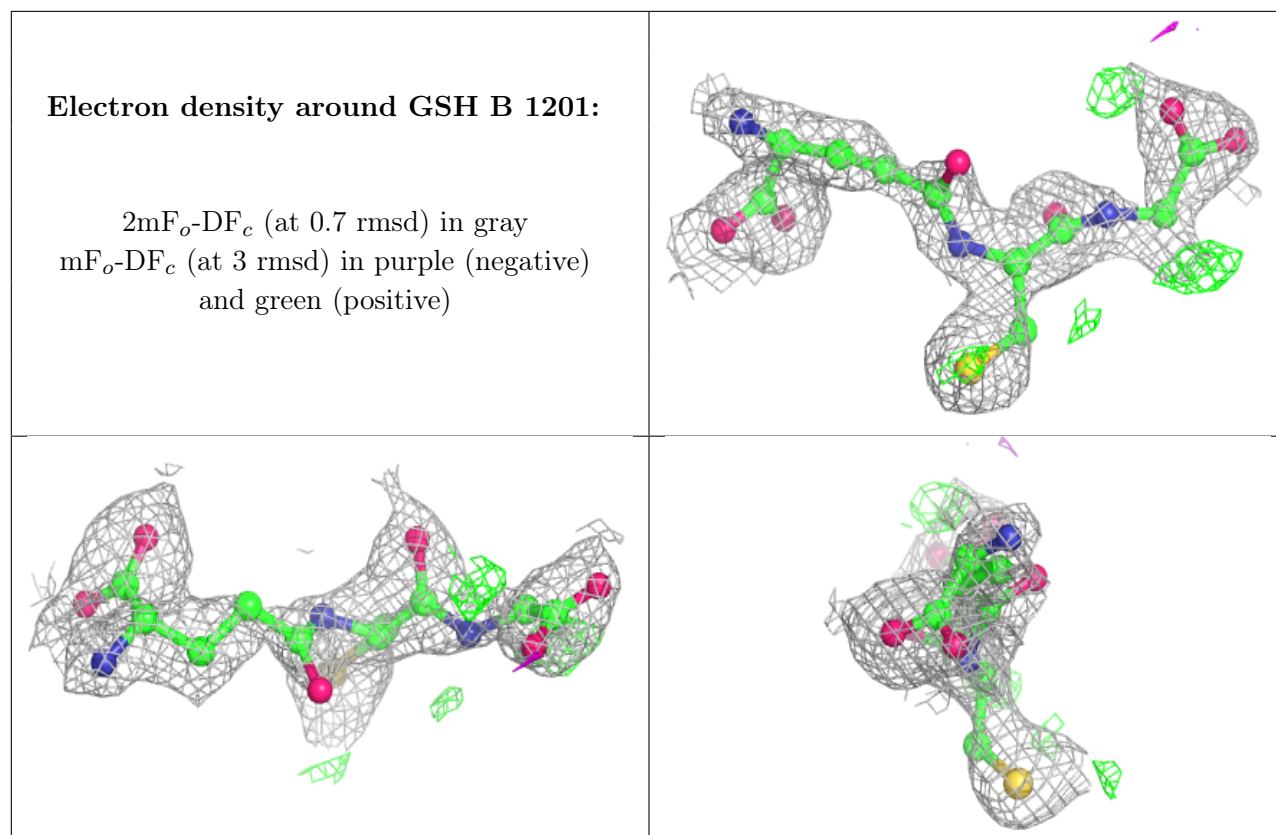 Electron density around GSH B 1201:
2mFo-DFc (at 0.7 rmsd) in gray
mFo-DFc (at 3 rmsd) in purple (negative)
and green (positive)